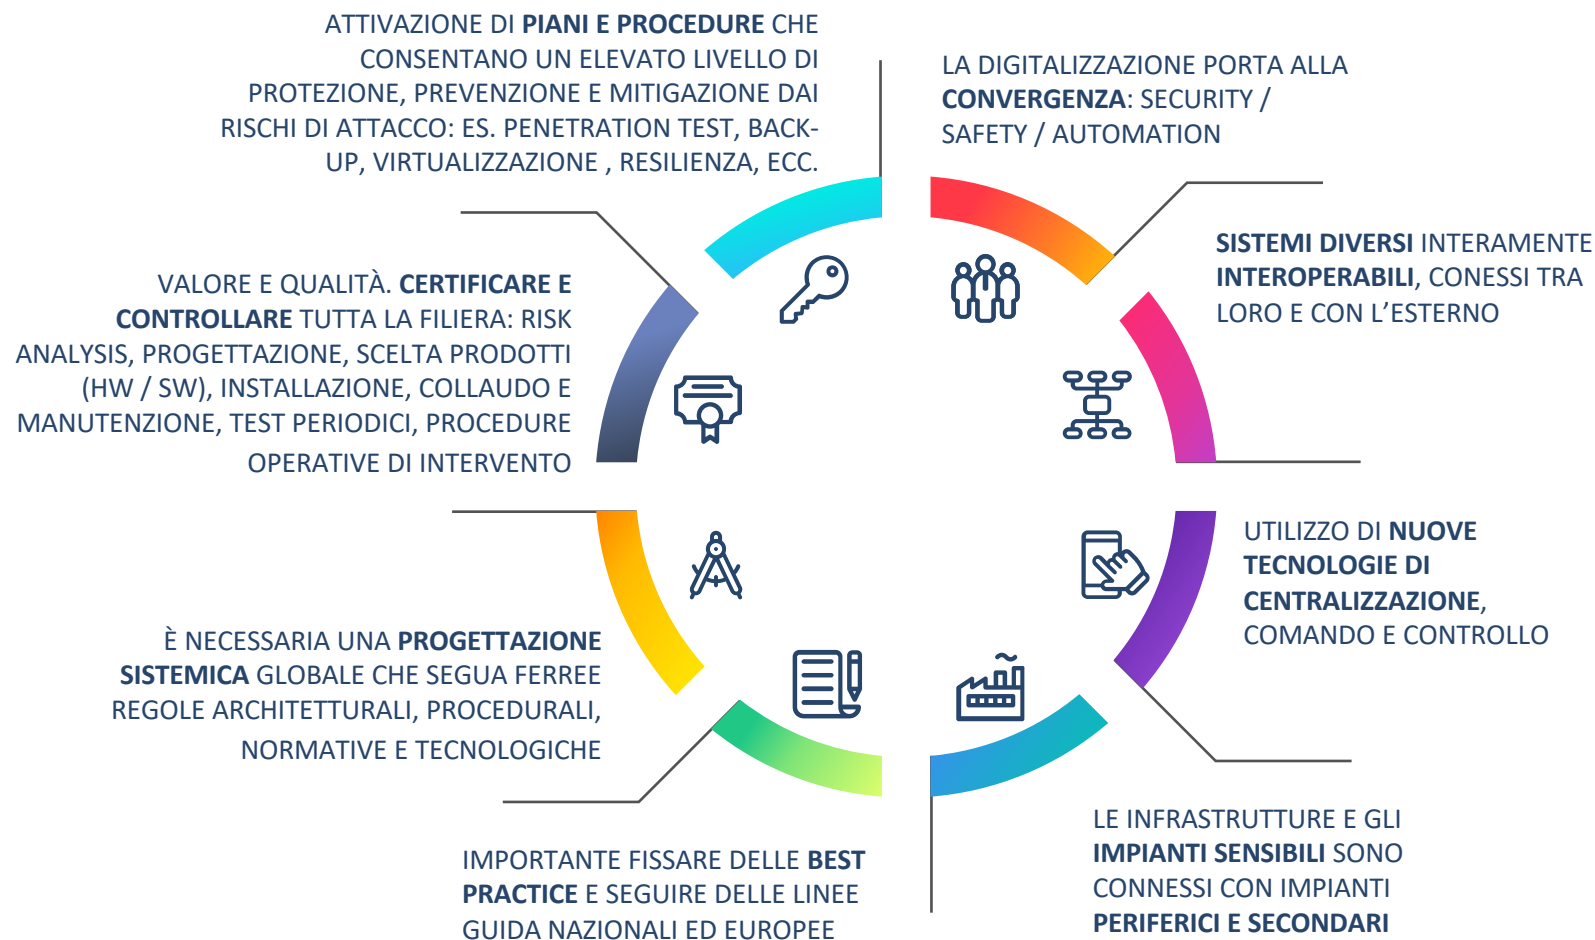 ATTIVAZIONE DI PIANI E PROCEDURE CHE
CONSENTANO UN ELEVATO LIVELLO DI
PROTEZIONE, PREVENZIONE E MITIGAZIONE DAI
RISCHI DI ATTACCO: ES. PENETRATION TEST, BACK-
UP, VIRTUALIZZAZIONE , RESILIENZA, ECC.
LA DIGITALIZZAZIONE PORTA ALLA
CONVERGENZA: SECURITY /
SAFETY / AUTOMATION
SISTEMI DIVERSI INTERAMENTE
INTEROPERABILI, CONESSI TRA
LORO E CON L'ESTERNO
VALORE E QUALITÀ. CERTIFICARE E
CONTROLLARE TUTTA LA FILIERA: RISK
ANALYSIS, PROGETTAZIONE, SCELTA PRODOTTI
(HW / SW), INSTALLAZIONE, COLLAUDO E
MANUTENZIONE, TEST PERIODICI, PROCEDURE
OPERATIVE DI INTERVENTO
UTILIZZO DI NUOVE
TECNOLOGIE DI
CENTRALIZZAZIONE,
COMANDO E CONTROLLO
È NECESSARIA UNA PROGETTAZIONE
SISTEMICA GLOBALE CHE SEGUA FERREE
REGOLE ARCHITETTURALI, PROCEDURALI,
NORMATIVE E TECNOLOGICHE
LE INFRASTRUTTURE E GLI
IMPIANTI SENSIBILI SONO
CONNESSI CON IMPIANTI
PERIFERICI E SECONDARI
IMPORTANTE FISSARE DELLE BEST
PRACTICE E SEGUIRE DELLE LINEE
GUIDA NAZIONALI ED EUROPEE